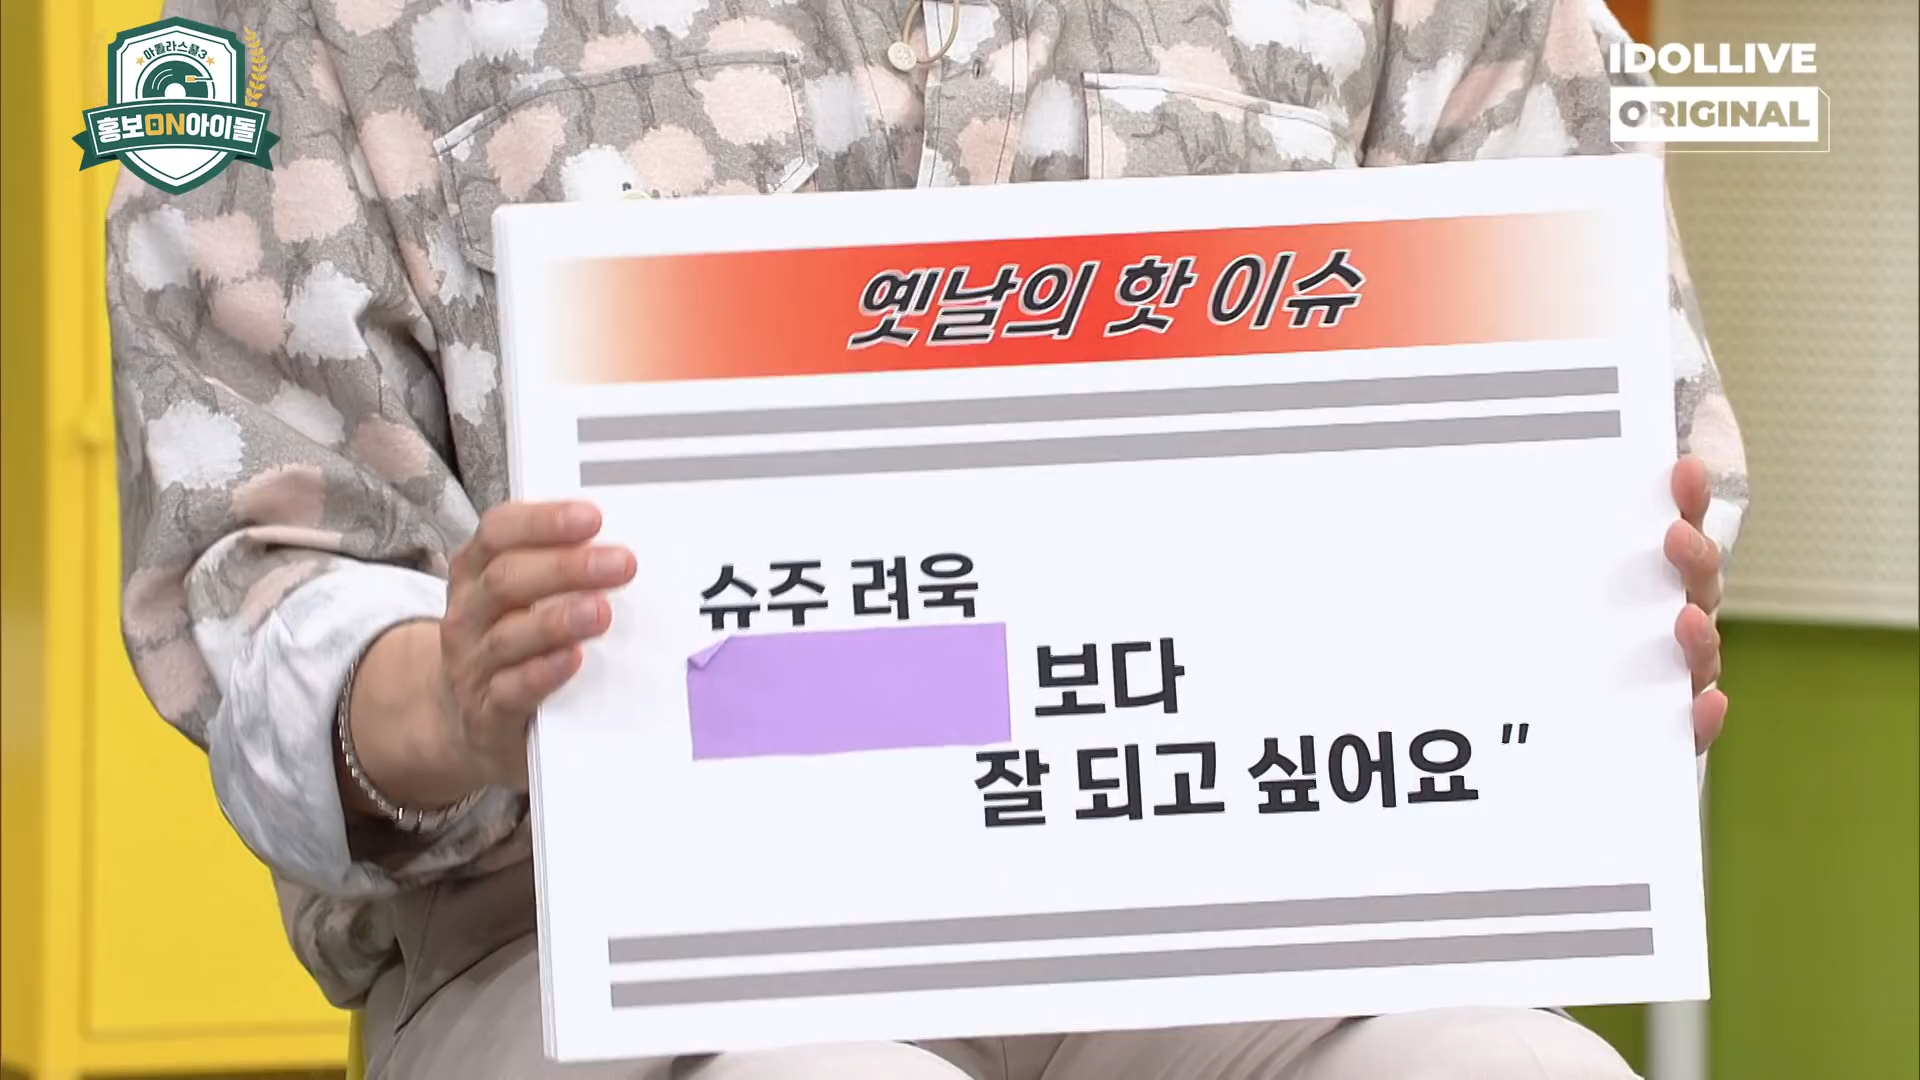 아돌라스쿨3
홍보ON아이돌
IDOLLIVE
ORIGINAL
옛날의 핫 이슈
슈주 려욱
보다
잘 되고 싶어요"